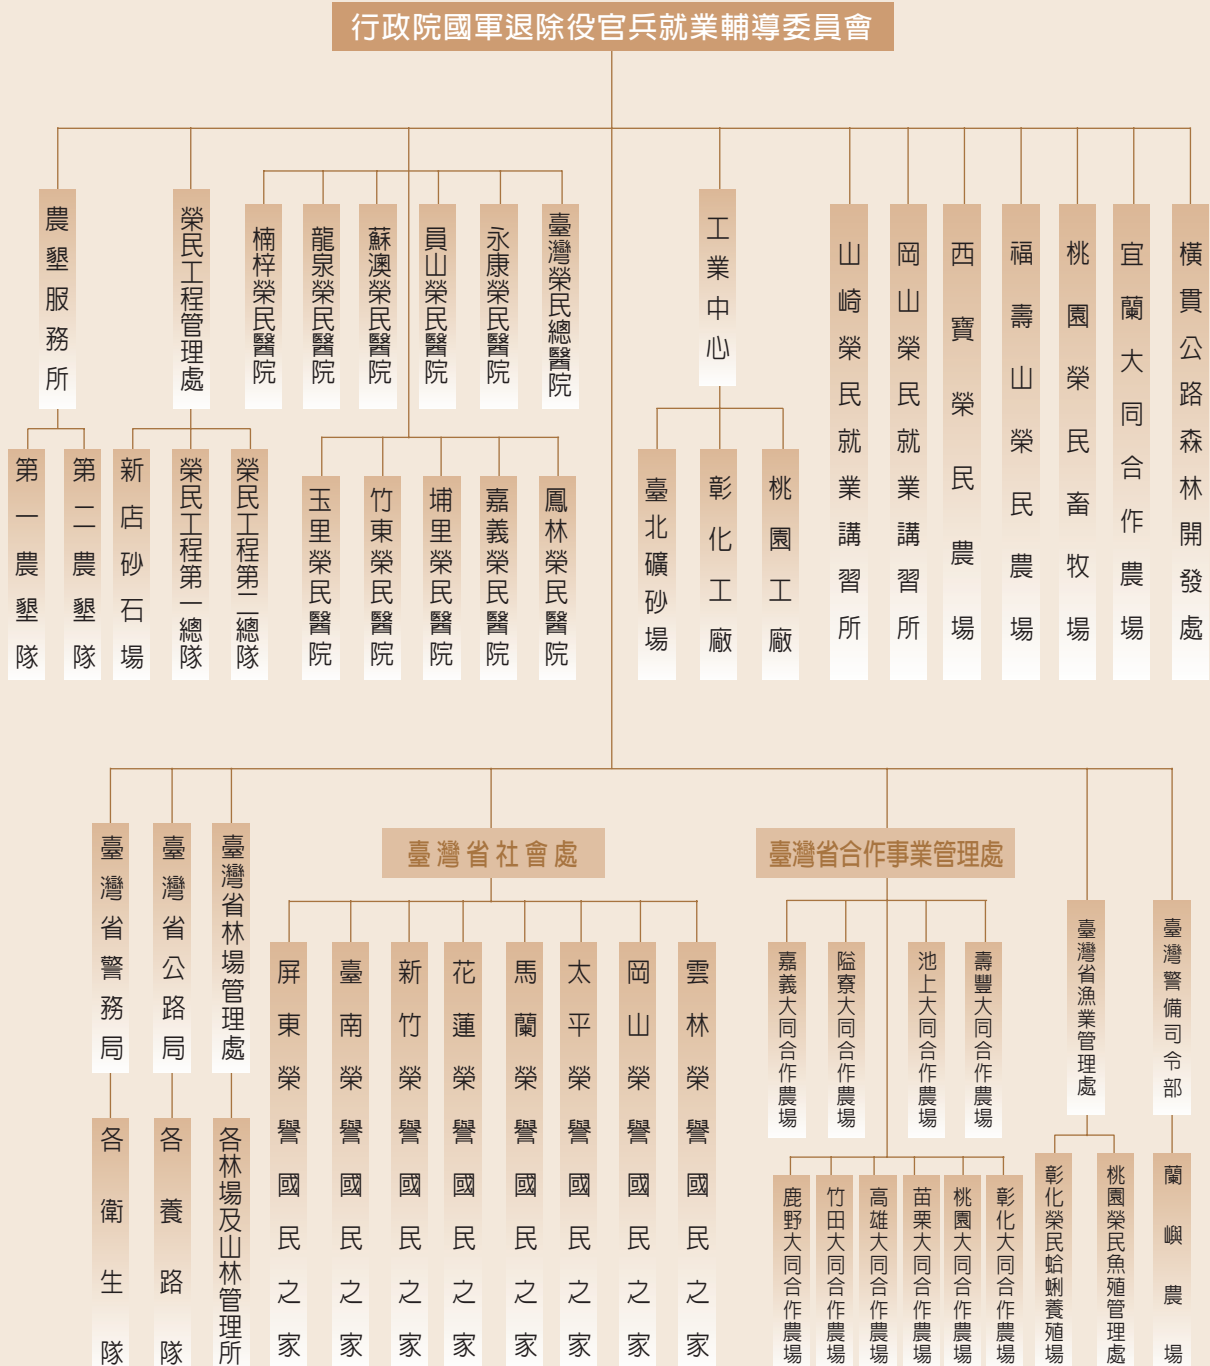 行政院國軍退除役官兵就業輔導委員會
農墾服務所
榮民工程管理處
楠梓榮民醫院
龍泉榮民醫院
蘇澳榮民醫院
員山榮民醫院
永康榮民醫院
臺灣榮民總醫院
工業中心
山崎榮民就業講習所
岡山榮民就業講習所
西寶榮民農場
福壽山榮民農場
桃園榮民畜牧場
宜蘭大同合作農場
橫貫公路森林開發處
第一農墾隊
第二農墾隊
新店砂石場
榮民工程第一總隊
榮民工程第二總隊
玉里榮民醫院
竹東榮民醫院
埔里榮民醫院
嘉義榮民醫院
鳳林榮民醫院
臺北礦砂場
彰化工廠
桃園工廠
臺灣省警務局
臺灣省公路局
臺灣省林場管理處
臺灣省社會處
臺灣省合作事業管理處
臺灣省漁業管理處
臺灣警備司令部
各衛生隊
各養路隊
各林場及山林管理所
屏東榮譽國民之家
臺南榮譽國民之家
新竹榮譽國民之家
花蓮榮譽國民之家
馬蘭榮譽國民之家
太平榮譽國民之家
岡山榮譽國民之家
雲林榮譽國民之家
嘉義大同合作農場
隘寮大同合作農場
池上大同合作農場
壽豐大同合作農場
鹿野大同合作農場
竹田大同合作農場
高雄大同合作農場
苗栗大同合作農場
桃園大同合作農場
彰化大同合作農場
彰化榮民蛤蜊養殖場
桃園榮民魚殖管理處
蘭嶼農場